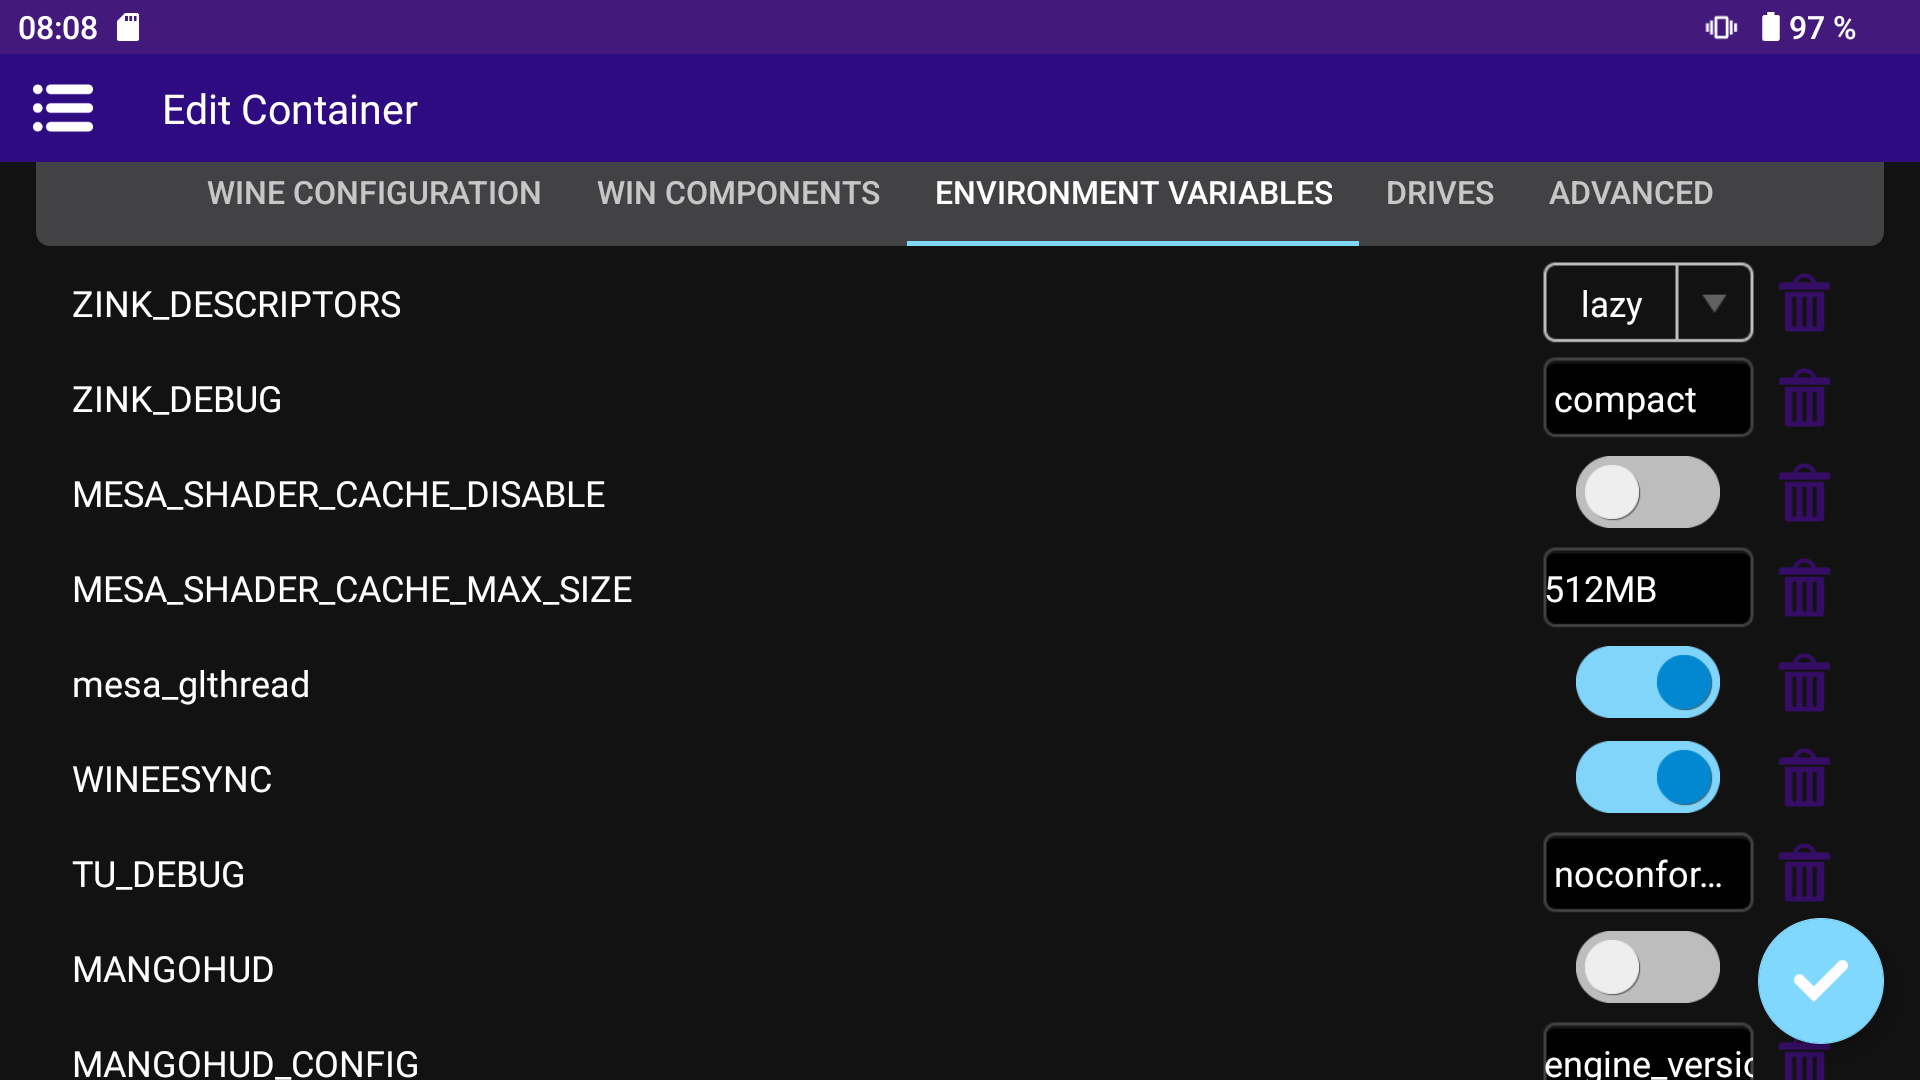 08:08
97 %
Edit Container
WINE CONFIGURATION WIN COMPONENTS ENVIRONMENT VARIABLES DRIVES ADVANCED
ZINK_DESCRIPTORS lazy
ZINK_DEBUG compact
MESA_SHADER_CACHE_DISABLE
MESA_SHADER_CACHE_MAX_SIZE 512MB
mesa_glthread
WINEESYNC
TU_DEBUG noconfor...
MANGOHUD
MANGOHUD_CONFIG engine_versic